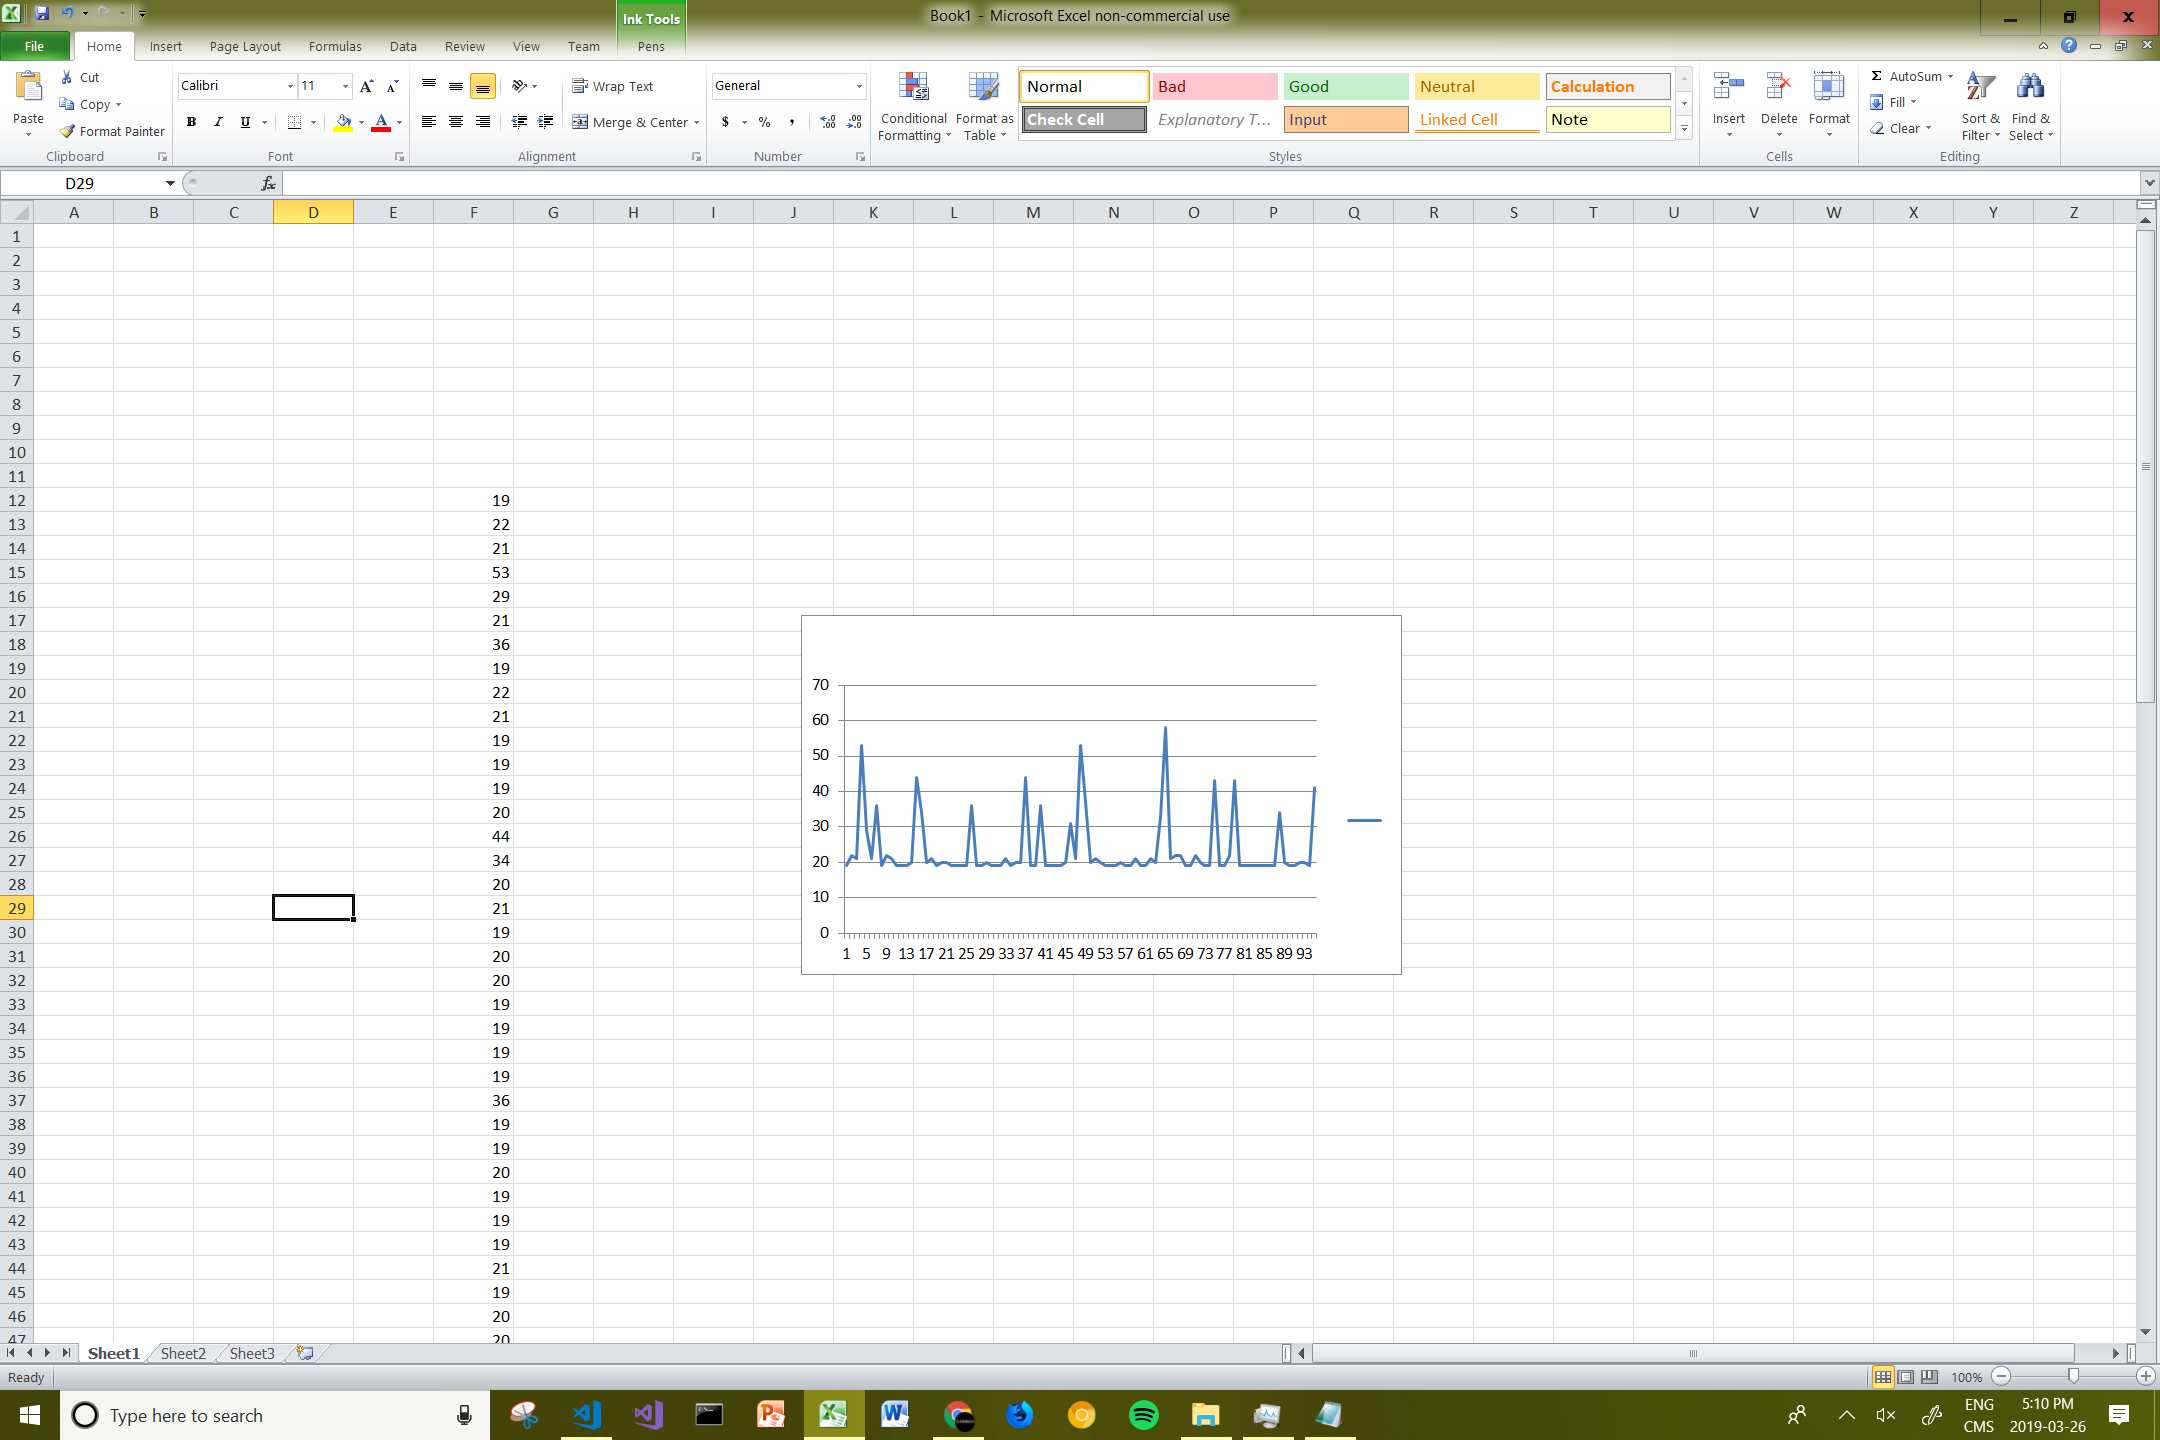 Book1 - Microsoft Excel non-commercial use
Ink Tools
File Home Insert Page Layout Formulas Data Review View Team Pens
Paste
Cut
Copy
Format Painter
Clipboard
Calibri 11
B I U A
Font
Wrap Text
Merge & Center
Alignment
General
$ % ,
Number
Conditional Formatting
Format as Table
Normal Bad Good Neutral Calculation
Check Cell Explanatory T... Input Linked Cell Note
Styles
Insert Delete Format
Cells
Σ AutoSum
Fill
Clear
Sort & Filter
Find & Select
Editing
D29 fx
A B C D E F G H I J K L M N O P Q R S T U V W X Y Z
1
2
3
4
5
6
7
8
9
10
11
12 19
13 22
14 21
15 53
16 29
17 21
18 36
19 19
20 22
21 21
22 19
23 19
24 19
25 20
26 44
27 34
28 20
29 21
30 19
31 20
32 20
33 19
34 19
35 19
36 19
37 36
38 19
39 19
40 20
41 19
42 19
43 19
44 21
45 19
46 20
47 20
70
60
50
40
30
20
10
0
1 5 9 13 17 21 25 29 33 37 41 45 49 53 57 61 65 69 73 77 81 85 89 93
Sheet1 Sheet2 Sheet3
Ready 100%
Type here to search
ENG
CMS
5:10 PM
2019-03-26